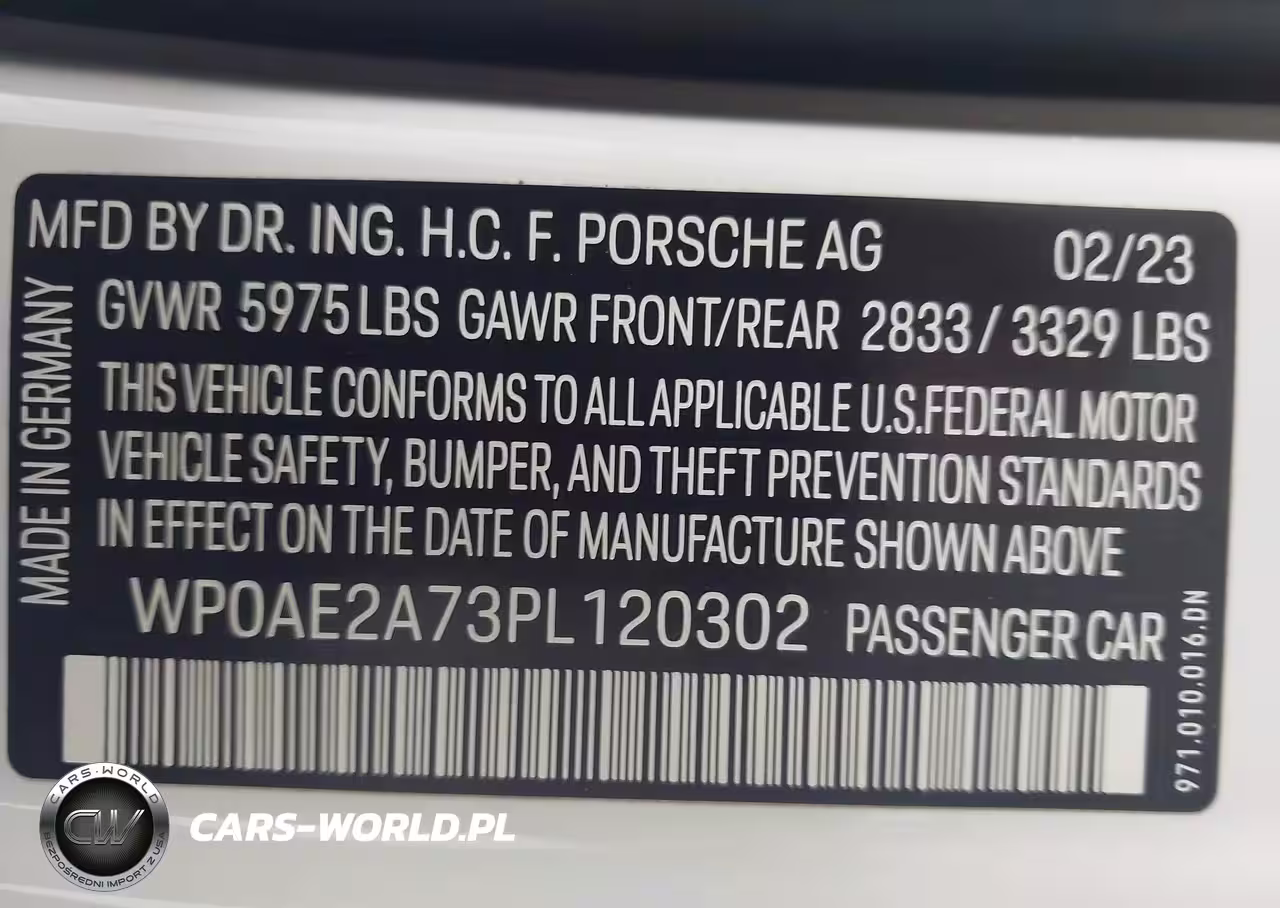 MFD BY DR. ING. H.C. F. PORSCHE AG 02/23
GVWR 5975 LBS GAWR FRONT/REAR 2833 / 3329 LBS
THIS VEHICLE CONFORMS TO ALL APPLICABLE U.S. FEDERAL MOTOR
VEHICLE SAFETY, BUMPER, AND THEFT PREVENTION STANDARDS
IN EFFECT ON THE DATE OF MANUFACTURE SHOWN ABOVE
WP0AE2A73PL120302 PASSENGER CAR
MADE IN GERMANY
971.010.016.DN
CARS-WORLD
CW
BEZPOŚREDNI IMPORT Z USA
CARS-WORLD.PL